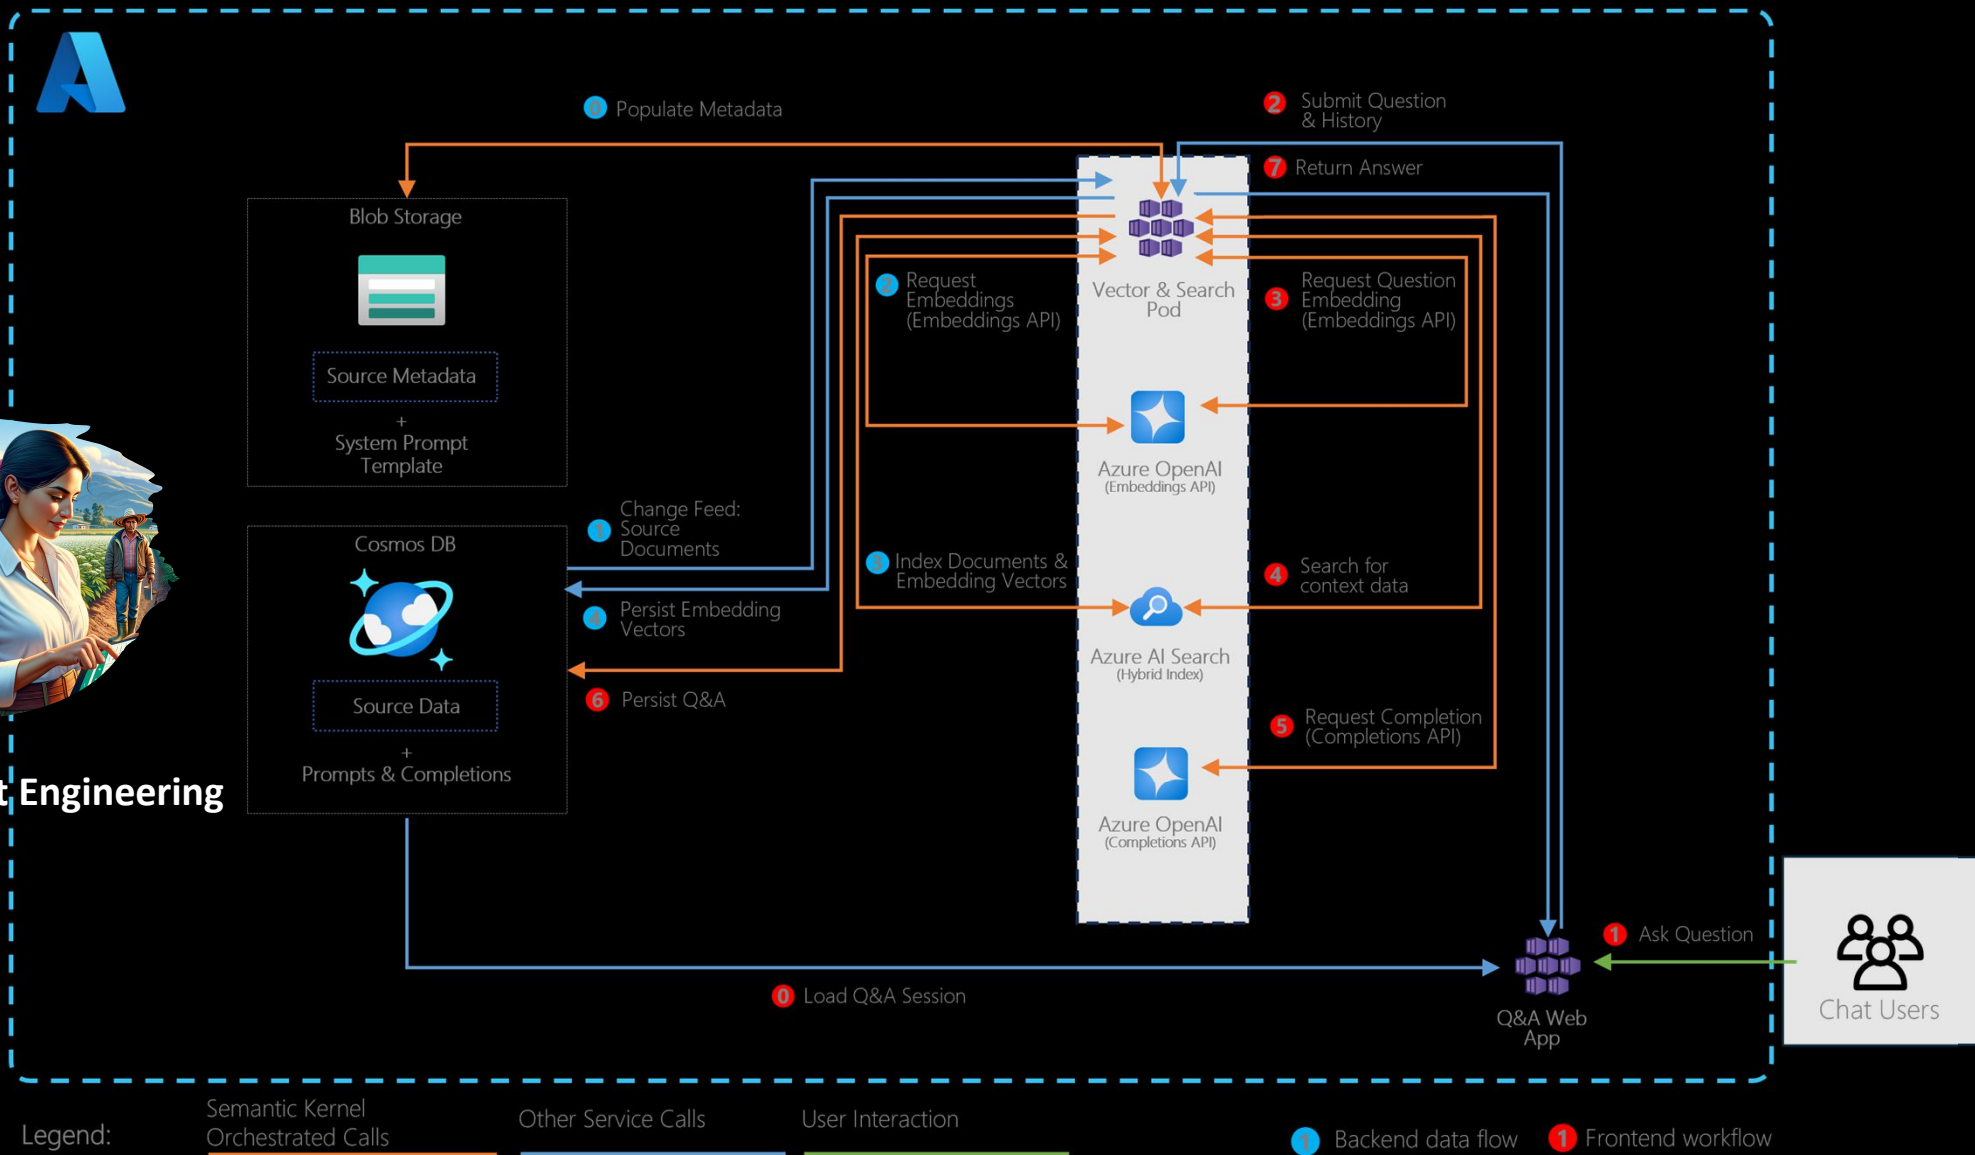 0 Populate Metadata
2 Submit Question
& History
7 Return Answer
Blob Storage
Source Metadata
+
System Prompt
Template
2 Request
Embeddings
(Embeddings API)
Vector & Search
Pod
3 Request Question
Embedding
(Embeddings API)
Azure OpenAI
(Embeddings API)
Cosmos DB
1 Change Feed:
Source
Documents
4 Persist Embedding
Vectors
6 Persist Q&A
3 Index Documents &
Embedding Vectors
4 Search for
context data
Azure AI Search
(Hybrid Index)
Source Data
+
Prompts & Completions
5 Request Completion
(Completions API)
Azure OpenAI
(Completions API)
t Engineering
0 Load Q&A Session
1 Ask Question
Q&A Web
App
Chat Users
Legend:
Semantic Kernel
Orchestrated Calls
Other Service Calls
User Interaction
1 Backend data flow
1 Frontend workflow